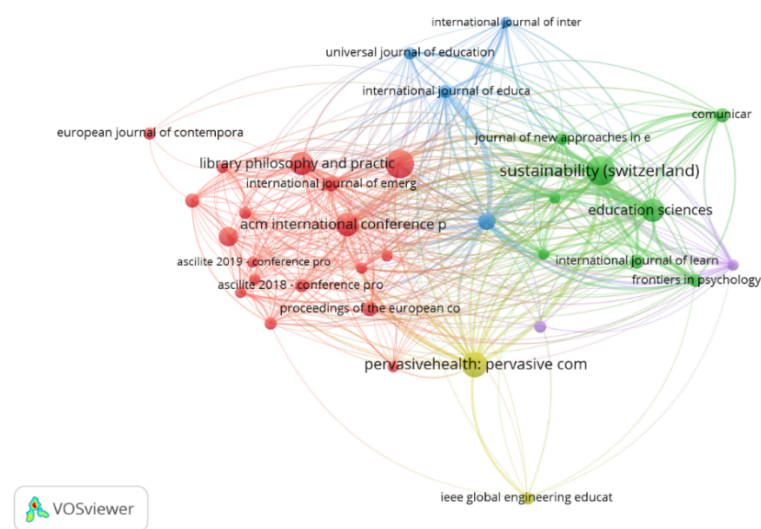 international journal of inter
universal journal of education
international journal of educa
comunicar
european journal of contempora
journal of new approaches in e
library philosophy and practic
sustainability (switzerland)
international journal of emerg
education sciences
acm international conference p
ascilite 2019 - conference pro
international journal of learn
frontiers in psychology
ascilite 2018 - conference pro
proceedings of the european co
pervasivehealth: pervasive com
ieee global engineering educat
VOSviewer